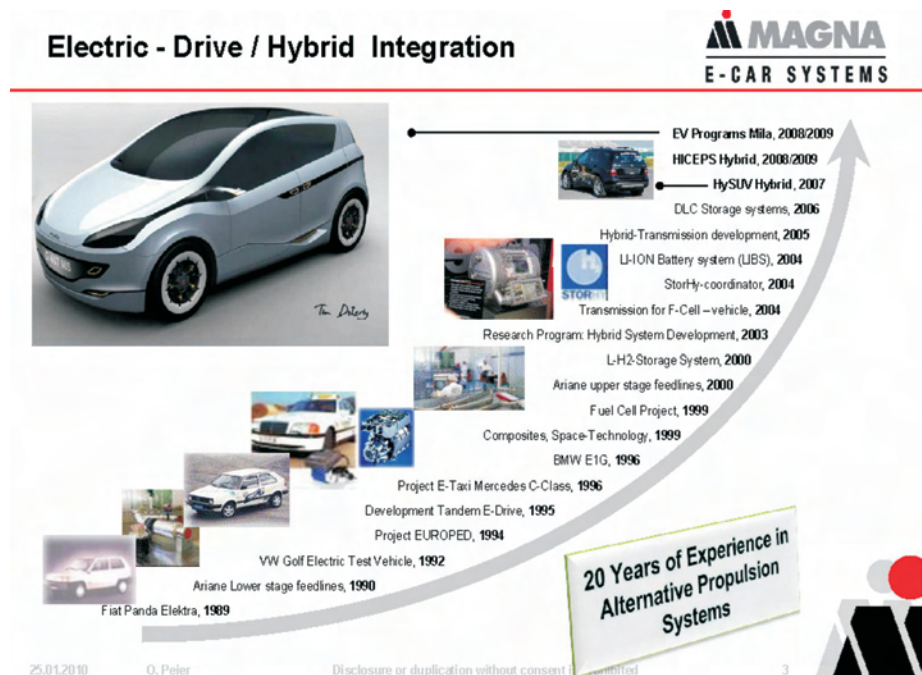 Electric - Drive / Hybrid Integration
MAGNA
E-CAR SYSTEMS
EV Programs Mila, 2008/2009
HICEPS Hybrid, 2008/2009
HySUV Hybrid, 2007
DLC Storage systems, 2006
Hybrid-Transmission development, 2005
LI-ION Battery system (LIBS), 2004
StorHy-coordinator, 2004
Transmission for F-Cell – vehicle, 2004
Research Program: Hybrid System Development, 2003
L-H2-Storage System, 2000
Ariane upper stage feedlines, 2000
Fuel Cell Project, 1999
Composites, Space-Technology, 1999
BMW E1G, 1996
Project E-Taxi Mercedes C-Class, 1996
Development Tandem E-Drive, 1995
Project EUROPED, 1994
VW Golf Electric Test Vehicle, 1992
Ariane Lower stage feedlines, 1990
Fiat Panda Elektra, 1989
STORHY
20 Years of Experience in
Alternative Propulsion
Systems
25.01.2010 O. Peier Disclosure or duplication without consent is prohibited 3